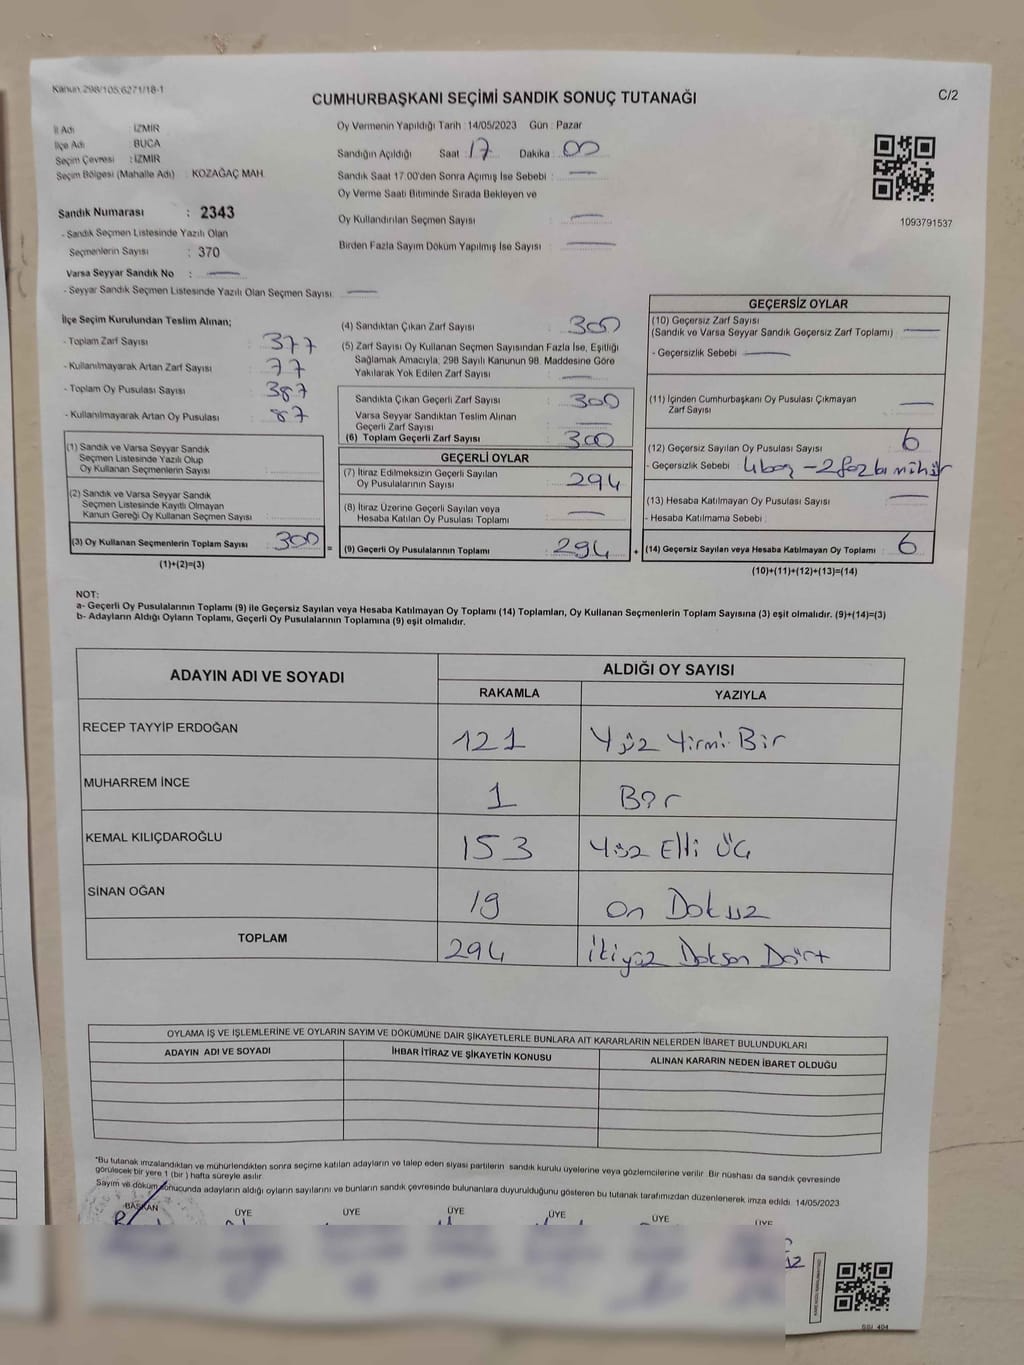 Kanun.298/105;6271/18-1
CUMHURBAŞKANI SEÇİMİ SANDIK SONUÇ TUTANAĞI
C/2
İl Adı : İZMİR
İlçe Adı : BUCA
Seçim Çevresi : İZMİR
Seçim Bölgesi (Mahalle Adı) : KOZAĞAÇ MAH.
Oy Vermenin Yapıldığı Tarih : 14/05/2023 Gün : Pazar
Sandığın Açıldığı Saat : 17 Dakika : 00
Sandık Saat 17:00'den Sonra Açımış İse Sebebi : —
Oy Verme Saati Bitiminde Sırada Bekleyen ve
Oy Kullandırılan Seçmen Sayısı —
Birden Fazla Sayım Döküm Yapılmış İse Sayısı : —
1093791537
Sandık Numarası : 2343
- Sandık Seçmen Listesinde Yazılı Olan
Seçmenlerin Sayısı : 370
Varsa Seyyar Sandık No : —
- Seyyar Sandık Seçmen Listesinde Yazılı Olan Seçmen Sayısı: —
İlçe Seçim Kurulundan Teslim Alınan;
- Toplam Zarf Sayısı : 377
- Kullanılmayarak Artan Zarf Sayısı : 77
- Toplam Oy Pusulası Sayısı : 387
- Kullanılmayarak Artan Oy Pusulası : 87
(1) Sandık ve Varsa Seyyar Sandık
Seçmen Listesinde Yazılı Olup
Oy Kullanan Seçmenlerin Sayısı :
(2) Sandık ve Varsa Seyyar Sandık
Seçmen Listesinde Kayıtlı Olmayan
Kanun Gereği Oy Kullanan Seçmen Sayısı :
(3) Oy Kullanan Seçmenlerin Toplam Sayısı : 300
(1)+(2)=(3)
(4) Sandıktan Çıkan Zarf Sayısı : 300
(5) Zarf Sayısı Oy Kullanan Seçmen Sayısından Fazla İse, Eşitliği
Sağlamak Amacıyla, 298 Sayılı Kanunun 98. Maddesine Göre
Yakılarak Yok Edilen Zarf Sayısı : —
Sandıkta Çıkan Geçerli Zarf Sayısı : 300
Varsa Seyyar Sandıktan Teslim Alınan
Geçerli Zarf Sayısı : —
(6) Toplam Geçerli Zarf Sayısı : 300
GEÇERLİ OYLAR
(7) İtiraz Edilmeksizin Geçerli Sayılan
Oy Pusulalarının Sayısı : 294
(8) İtiraz Üzerine Geçerli Sayılan veya
Hesaba Katılan Oy Pusulası Toplamı : —
= (9) Geçerli Oy Pusulalarının Toplamı : 294 +
GEÇERSİZ OYLAR
(10) Geçersiz Zarf Sayısı
(Sandık ve Varsa Seyyar Sandık Geçersiz Zarf Toplamı) : —
- Geçersizlik Sebebi : —
(11) İçinden Cumhurbaşkanı Oy Pusulası Çıkmayan
Zarf Sayısı : —
(12) Geçersiz Sayılan Oy Pusulası Sayısı : 6
- Geçersizlik Sebebi : 4 boş - 2 fazla mühür
(13) Hesaba Katılmayan Oy Pusulası Sayısı : —
- Hesaba Katılmama Sebebi :
(14) Geçersiz Sayılan veya Hesaba Katılmayan Oy Toplamı : 6
(10)+(11)+(12)+(13)=(14)
NOT:
a- Geçerli Oy Pusulalarının Toplamı (9) ile Geçersiz Sayılan veya Hesaba Katılmayan Oy Toplamı (14) Toplamları, Oy Kullanan Seçmenlerin Toplam Sayısına (3) eşit olmalıdır. (9)+(14)=(3)
b- Adayların Aldığı Oyların Toplamı, Geçerli Oy Pusulalarının Toplamına (9) eşit olmalıdır.
ADAYIN ADI VE SOYADI
ALDIĞI OY SAYISI
RAKAMLA YAZIYLA
RECEP TAYYİP ERDOĞAN 121 Yüz Yirmi Bir
MUHARREM İNCE 1 Bir
KEMAL KILIÇDAROĞLU 153 Yüz Elli Üç
SİNAN OĞAN 19 On Dokuz
TOPLAM 294 İkiyüz Doksan Dört
OYLAMA İŞ VE İŞLEMLERİNE VE OYLARIN SAYIM VE DÖKÜMÜNE DAİR ŞİKAYETLERLE BUNLARA AİT KARARLARIN NELERDEN İBARET BULUNDUKLARI
ADAYIN ADI VE SOYADI İHBAR İTİRAZ VE ŞİKAYETİN KONUSU ALINAN KARARIN NEDEN İBARET OLDUĞU
*Bu tutanak imzalandıktan ve mühürlendikten sonra seçime katılan adayların ve talep eden siyasi partilerin sandık kurulu üyelerine veya gözlemcilerine verilir. Bir nüshası da sandık çevresinde
görülecek bir yere 1 (bir) hafta süreyle asılır.
Sayım ve döküm sonucunda adayların aldığı oyların sayılarını ve bunların sandık çevresinde bulunanlara duyurulduğunu gösteren bu tutanak tarafımızdan düzenlenerek imza edildi. 14/05/2023
BAŞKAN ÜYE ÜYE ÜYE ÜYE ÜYE ÜYE